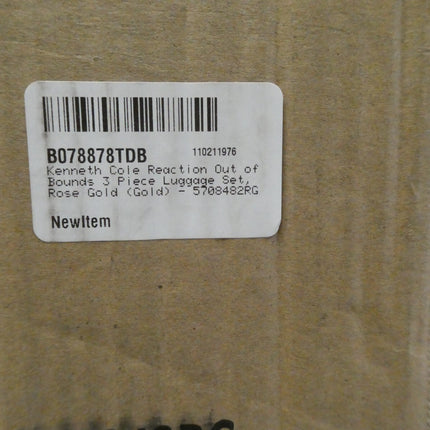 B078878TDB 110211976
Kenneth Cole Reaction Out of
Bounds 3 Piece Luggage Set,
Rose Gold (Gold) - 5708482RG
NewItem